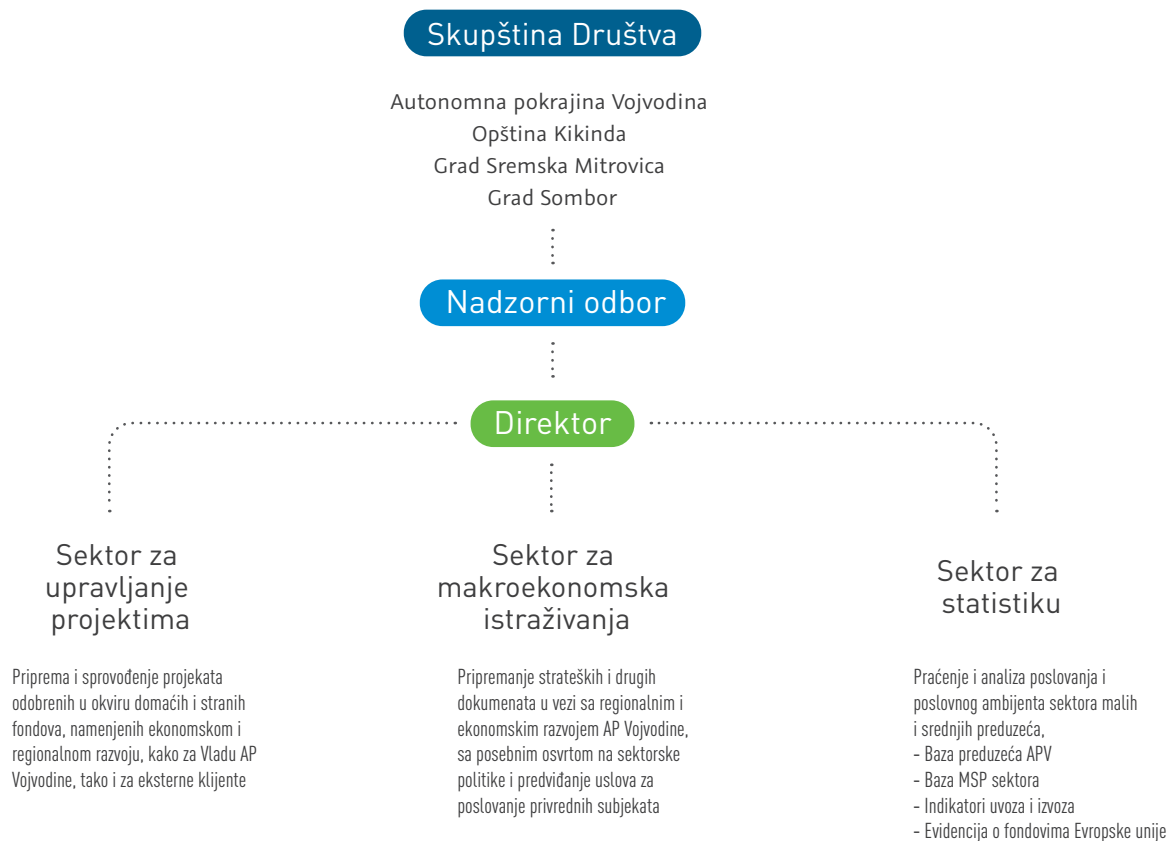 Skupština Društva
Autonomna pokrajina Vojvodina
Opština Kikinda
Grad Sremska Mitrovica
Grad Sombor
Nadzorni odbor
Direktor
Sektor za
upravljanje
projektima
Priprema i sprovođenje projekata
odobrenih u okviru domaćih i stranih
fondova, namenjenih ekonomskom i
regionalnom razvoju, kako za Vladu AP
Vojvodine, tako i za eksterne klijente
Sektor za
makroekonomska
istraživanja
Pripremanje strateških i drugih
dokumenata u vezi sa regionalnim i
ekonomskim razvojem AP Vojvodine,
sa posebnim osvrtom na sektorske
politike i predviđanje uslova za
poslovanje privrednih subjekata
Sektor za
statistiku
Praćenje i analiza poslovanja i
poslovnog ambijenta sektora malih
i srednjih preduzeća,
- Baza preduzeća APV
- Baza MSP sektora
- Indikatori uvoza i izvoza
- Evidencija o fondovima Evropske unije